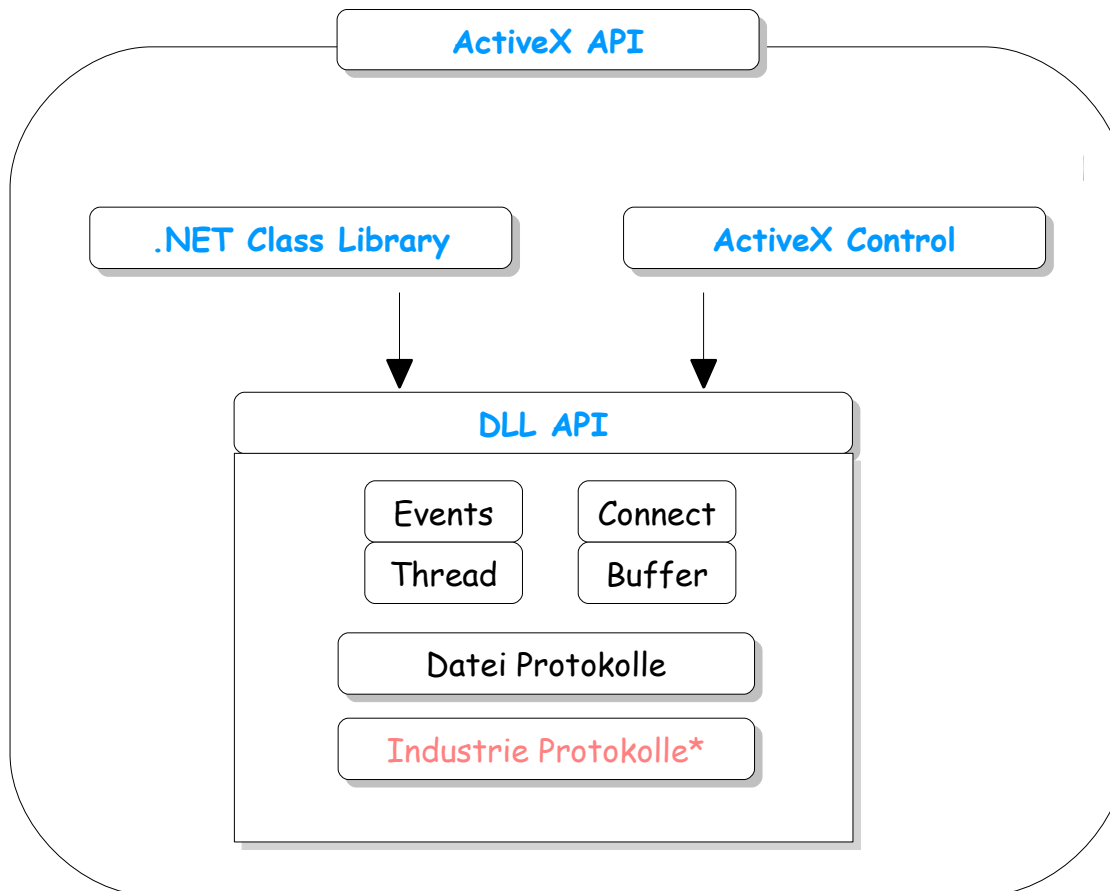 ActiveX API
.NET Class Library
ActiveX Control
DLL API
Events
Connect
Thread
Buffer
Datei Protokolle
Industrie Protokolle*